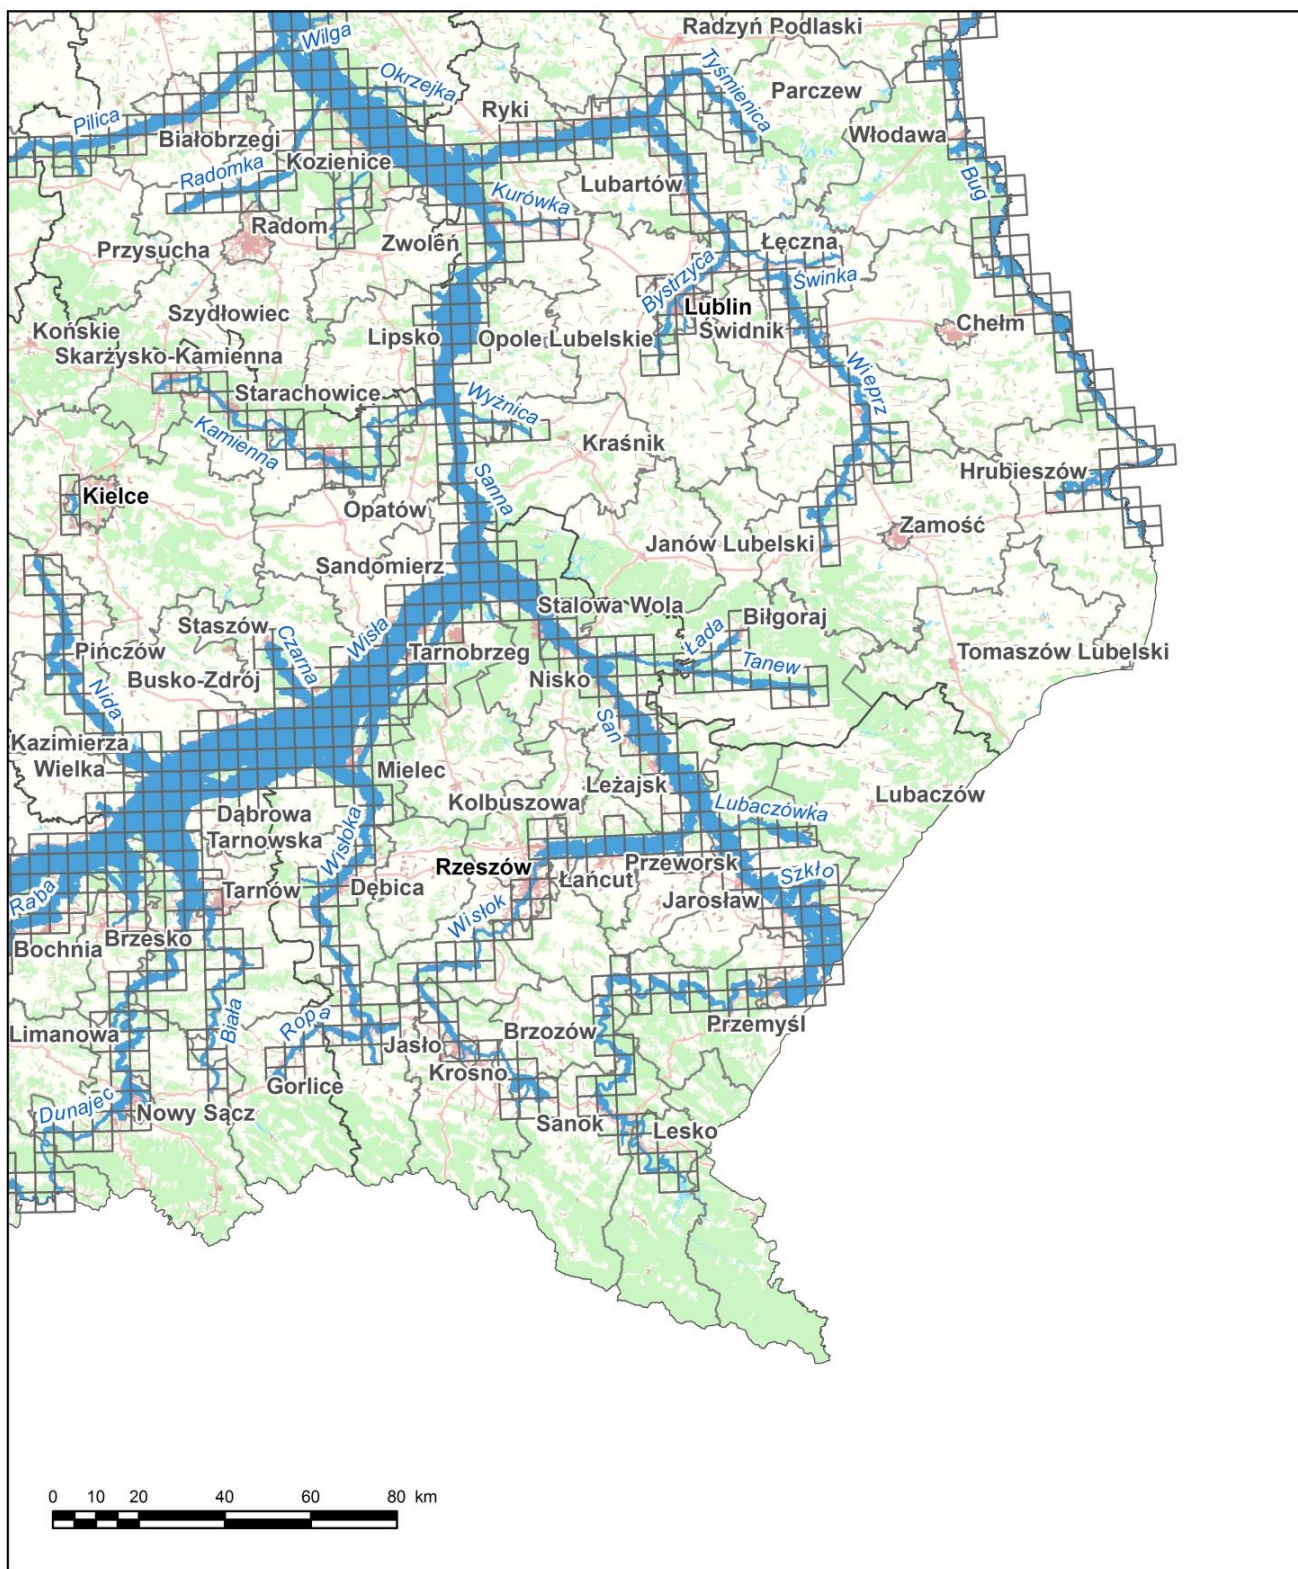 Radzyń Podlaski
Wilga
Okrzejka
Tyśmienica
Parczew
Ryki
Pilica
Białobrzegi
Włodawa
Radomka
Kozienice
Bug
Lubartów
Kurówka
Radom
Przysucha
Zwoleń
Łęczna
Bystrzyca
Świnka
Szydłowiec
Lublin
Końskie
Lipsko
Opole Lubelskie
Świdnik
Chełm
Skarżysko-Kamienna
Starachowice
Wieprz
Wyżnica
Kamienna
Kraśnik
Hrubieszów
Kielce
Sanna
Opatów
Zamość
Janów Lubelski
Sandomierz
Stalowa Wola
Biłgoraj
Staszów
Czarna
Wisła
Łada
Pińczów
Tarnobrzeg
Tanew
Tomaszów Lubelski
Busko-Zdrój
Nisko
Nida
San
Kazimierza
Wielka
Mielec
Leżajsk
Lubaczów
Kolbuszowa
Lubaczówka
Dąbrowa
Tarnowska
Wisłoka
Rzeszów
Przeworsk
Szkło
Łańcut
Raba
Tarnów
Dębica
Jarosław
Wisłok
Bochnia
Brzesko
Ropa
Przemyśl
Limanowa
Biała
Brzozów
Jasło
Krosno
Gorlice
Dunajec
Nowy Sącz
Sanok
Lesko
0 10 20 40 60 80 km